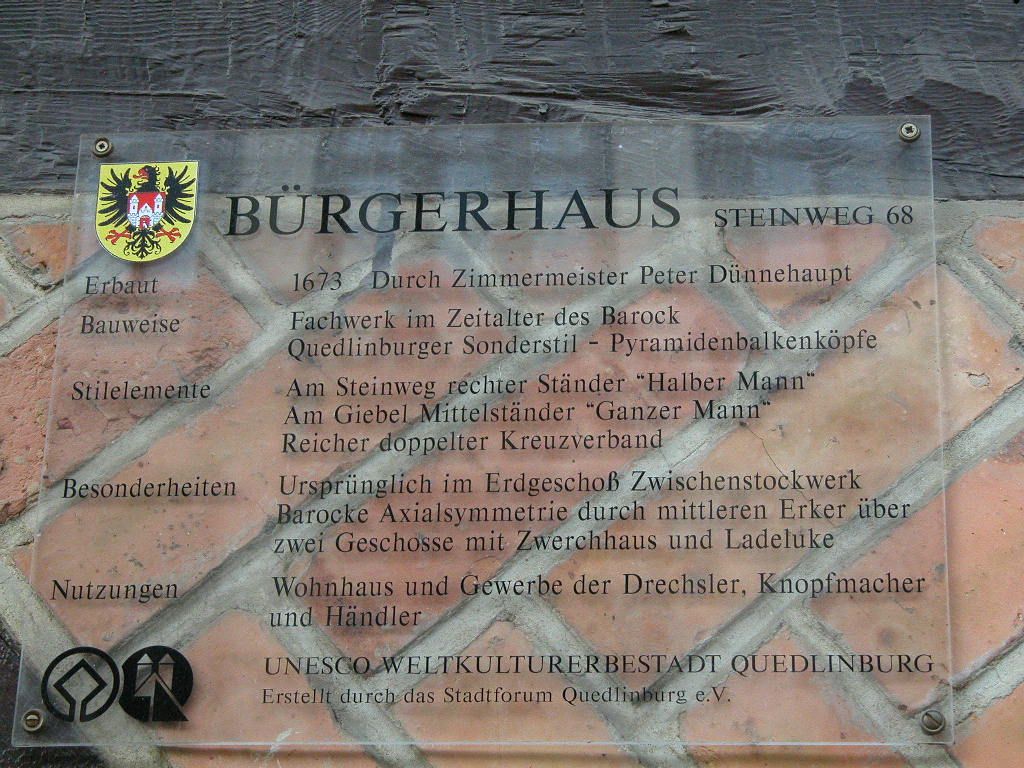 BÜRGERHAUS STEINWEG 68
Erbaut 1673 Durch Zimmermeister Peter Dünnehaupt
Bauweise Fachwerk im Zeitalter des Barock
Quedlinburger Sonderstil - Pyramidenbalkenköpfe
Stilelemente Am Steinweg rechter Ständer “Halber Mann“
Am Giebel Mittelständer “Ganzer Mann“
Reicher doppelter Kreuzverband
Besonderheiten Ursprünglich im Erdgeschoß Zwischenstockwerk
Barocke Axialsymmetrie durch mittleren Erker über
zwei Geschosse mit Zwerchhaus und Ladeluke
Nutzungen Wohnhaus und Gewerbe der Drechsler, Knopfmacher
und Händler
UNESCO WELTKULTURERBESTADT QUEDLINBURG
Erstellt durch das Stadtforum Quedlinburg e.V.